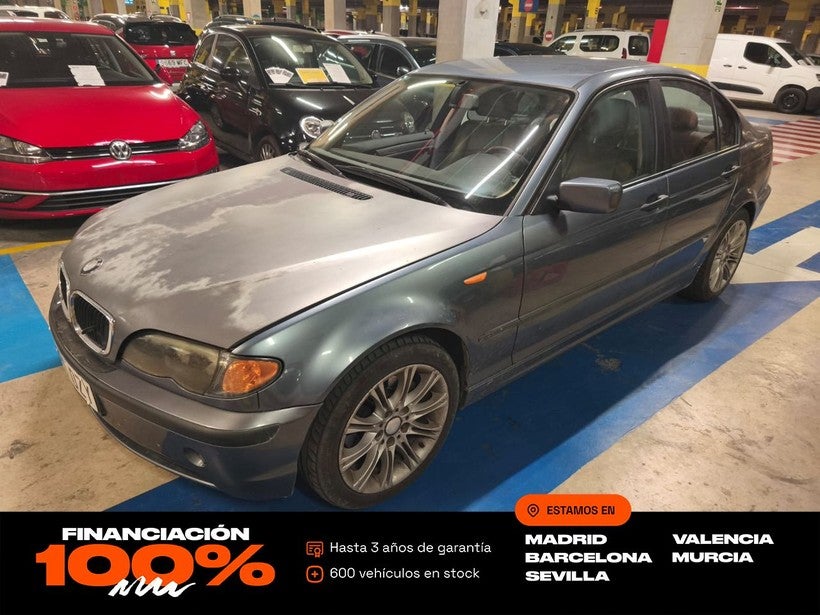 ESTAMOS EN
FINANCIACIÓN
100%
Hasta 3 años de garantía
600 vehículos en stock
MADRID
BARCELONA
SEVILLA
VALENCIA
MURCIA